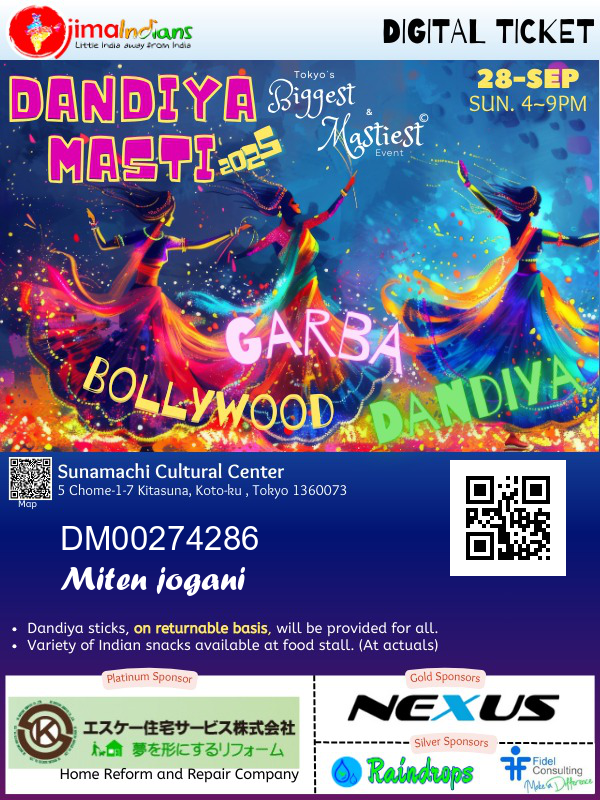 ojimaIndians
Little India away from India
DIGITAL TICKET
DANDIYA
MASTI 2025
Tokyo's
Biggest
&
Mastiest©
Event
28-SEP
SUN. 4~9PM
GARBA
BOLLYWOOD
DANDIYA
Map
Sunamachi Cultural Center
5 Chome-1-7 Kitasuna, Koto-ku , Tokyo 1360073
DM00274286
Miten jogani
• Dandiya sticks, on returnable basis, will be provided for all.
• Variety of Indian snacks available at food stall. (At actuals)
Platinum Sponsor
SK
エスケー住宅サービス株式会社
夢を形にするリフォーム
Home Reform and Repair Company
Gold Sponsors
NEXUS
Silver Sponsors
Raindrops
Fidel
Consulting
Make a Difference